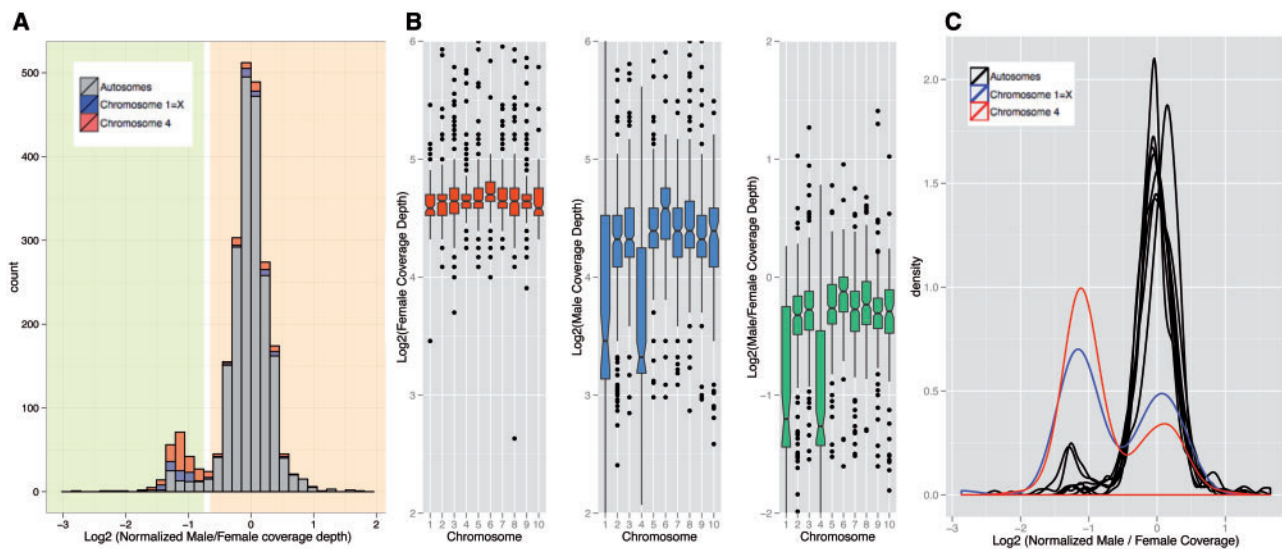 A
500
400
300
200
100
0
count
Autosomes
Chromosome 1=X
Chromosome 4
−3
−2
−1
0
1
2
Log2 (Normalized Male/Female coverage depth)
B
6
5
4
3
2
Log2(Female Coverage Depth)
1 2 3 4 5 6 7 8 9 10
Chromosome
6
5
4
3
2
Log2(Male Coverage Depth)
1 2 3 4 5 6 7 8 9 10
Chromosome
2
1
0
−1
−2
Log2(Male/Female Coverage Depth)
1 2 3 4 5 6 7 8 9 10
Chromosome
C
2.0
1.5
1.0
0.5
0.0
density
Autosomes
Chromosome 1=X
Chromosome 4
−3
−2
−1
0
1
Log2 (Normalized Male / Female Coverage)